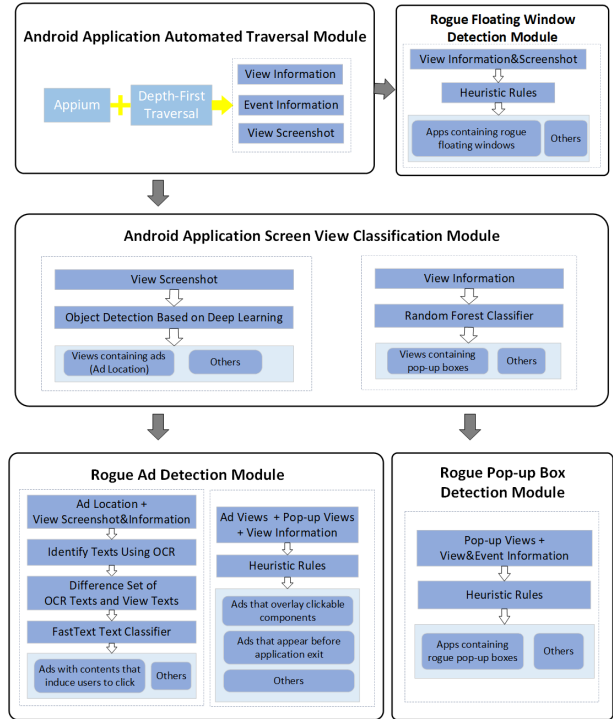 Android Application Automated Traversal Module
Appium
Depth-First
Traversal
View Information
Event Information
View Screenshot
Rogue Floating Window
Detection Module
View Information&Screenshot
Heuristic Rules
Apps containing rogue
floating windows
Others
Android Application Screen View Classification Module
View Screenshot
Object Detection Based on Deep Learning
Views containing ads
(Ad Location)
Others
View Information
Random Forest Classifier
Views containing
pop-up boxes
Others
Rogue Ad Detection Module
Ad Location +
View Screenshot&Information
Identify Texts Using OCR
Difference Set of
OCR Texts and View Texts
FastText Text Classifier
Ads with contents that
induce users to click
Others
Ad Views + Pop-up Views
+ View Information
Heuristic Rules
Ads that overlay clickable
components
Ads that appear before
application exit
Others
Rogue Pop-up Box
Detection Module
Pop-up Views +
View&Event Information
Heuristic Rules
Apps containing
rogue pop-up boxes
Others